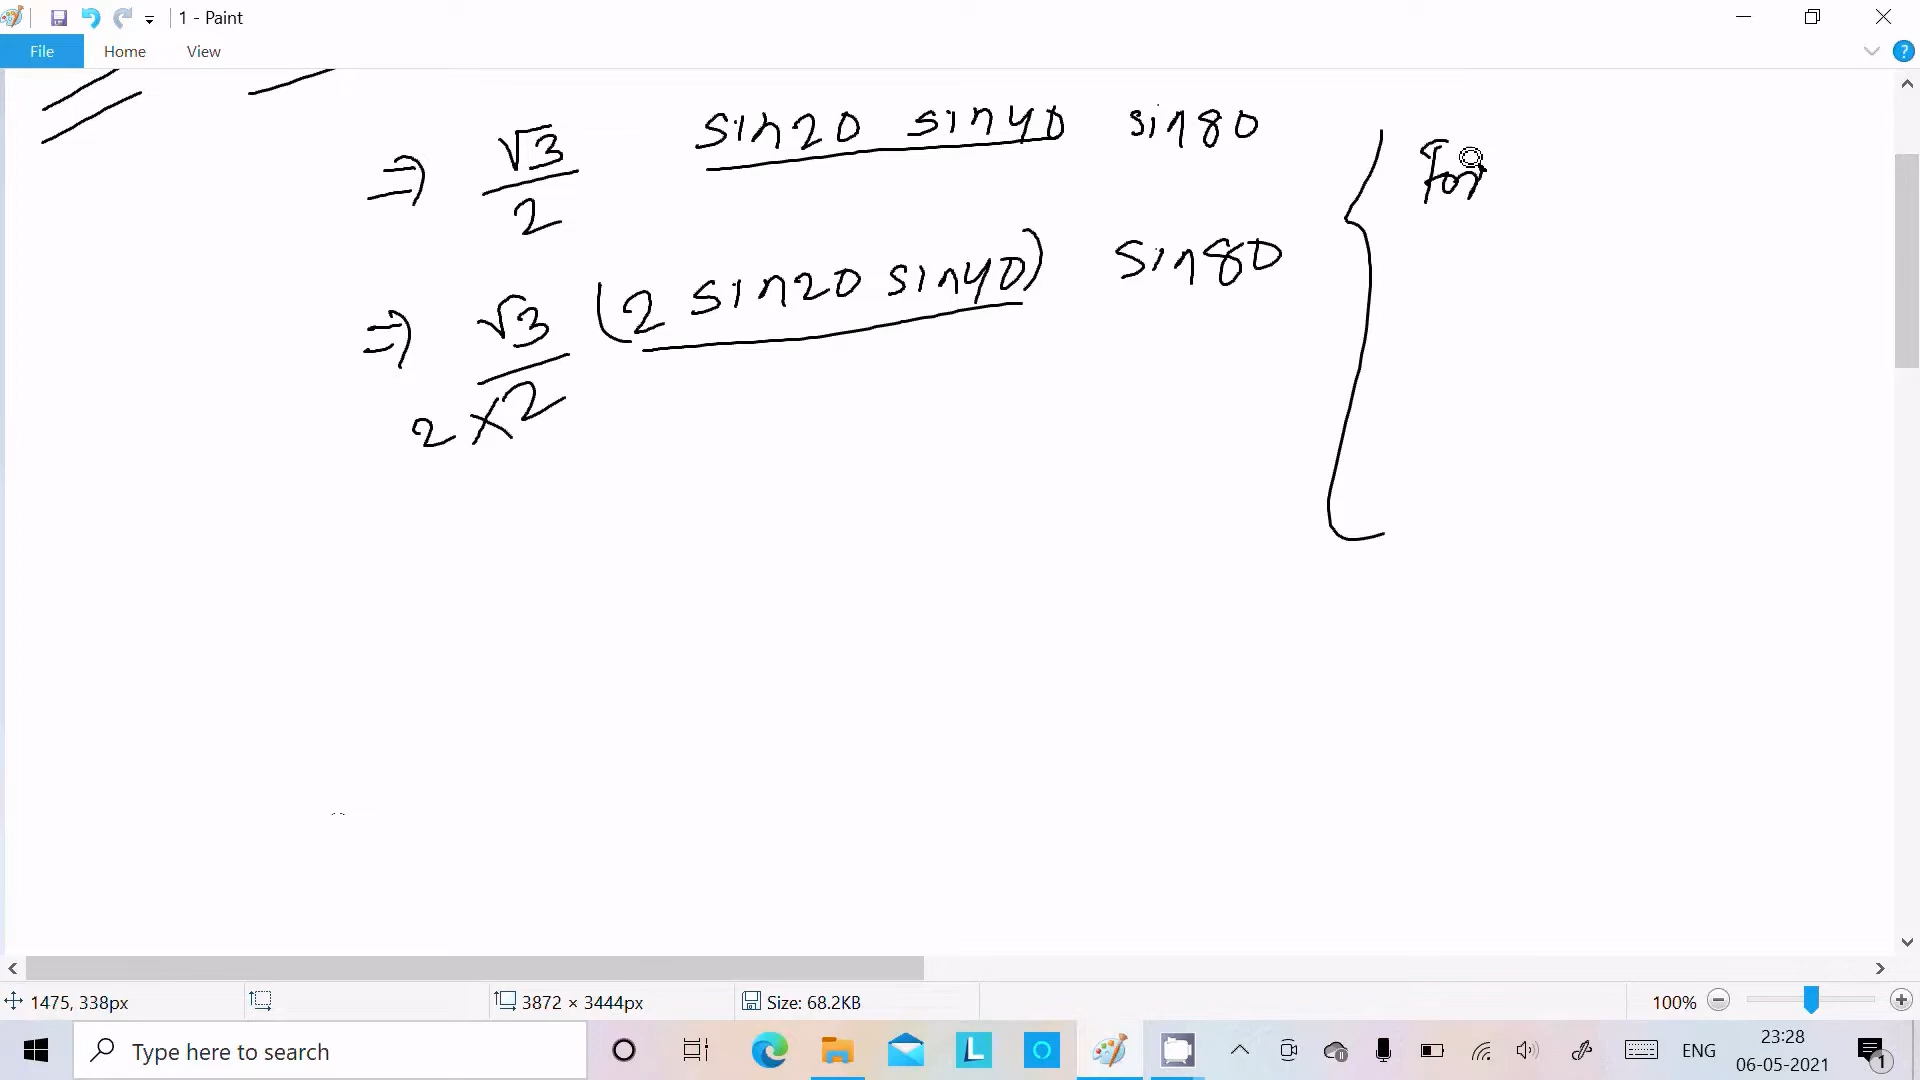 1 - Paint
File Home View
⇒ √3/2 sin20 sin40 sin80
For
⇒ √3/2×2 (2 sin20 sin40) sin80
1475, 338px 3872 × 3444px Size: 68.2KB 100%
Type here to search
L
ENG
23:28
06-05-2021
1